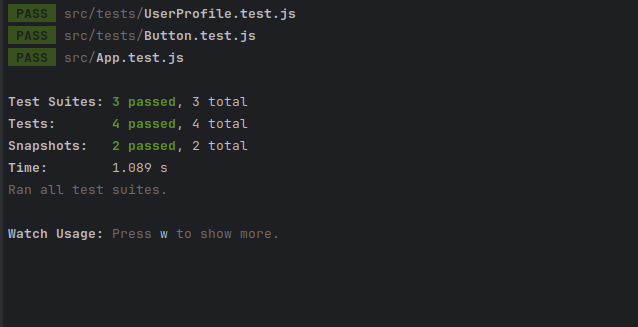 PASS src/tests/UserProfile.test.js
PASS src/tests/Button.test.js
PASS src/App.test.js
Test Suites: 3 passed, 3 total
Tests: 4 passed, 4 total
Snapshots: 2 passed, 2 total
Time: 1.089 s
Ran all test suites.
Watch Usage: Press w to show more.